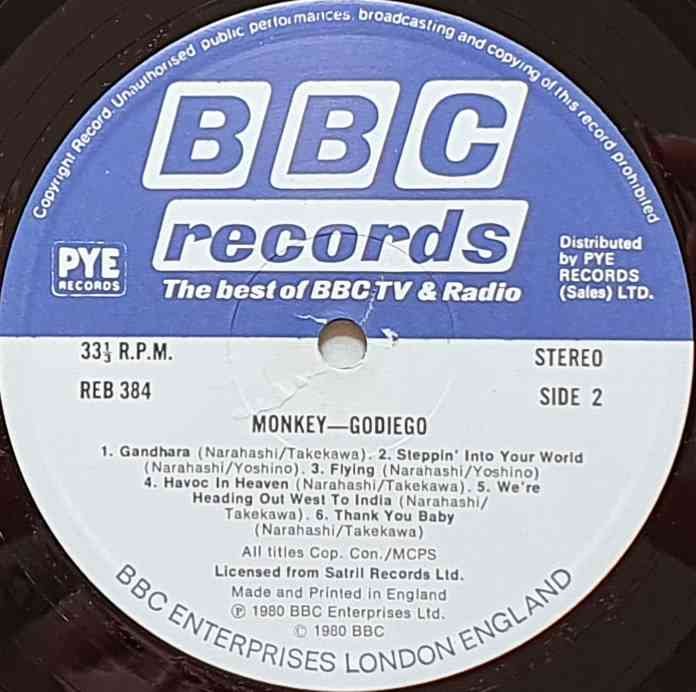 Copyright Record. Unauthorised public performances, broadcasting and copying of this record prohibited
BBC
records
The best of BBC TV & Radio
PYE
RECORDS
Distributed
by PYE
RECORDS
(Sales) LTD.
33⅓ R.P.M.
REB 384
STEREO
SIDE 2
MONKEY—GODIEGO
1. Gandhara (Narahashi/Takekawa). 2. Steppin' Into Your World
(Narahashi/Yoshino). 3. Flying (Narahashi/Yoshino)
4. Havoc In Heaven (Narahashi/Takekawa). 5. We're
Heading Out West To India (Narahashi/
Takekawa). 6. Thank You Baby
(Narahashi/Takekawa)
All titles Cop. Con./MCPS
Licensed from Satril Records Ltd.
Made and Printed in England
℗ 1980 BBC Enterprises Ltd.
© 1980 BBC
BBC ENTERPRISES LONDON ENGLAND